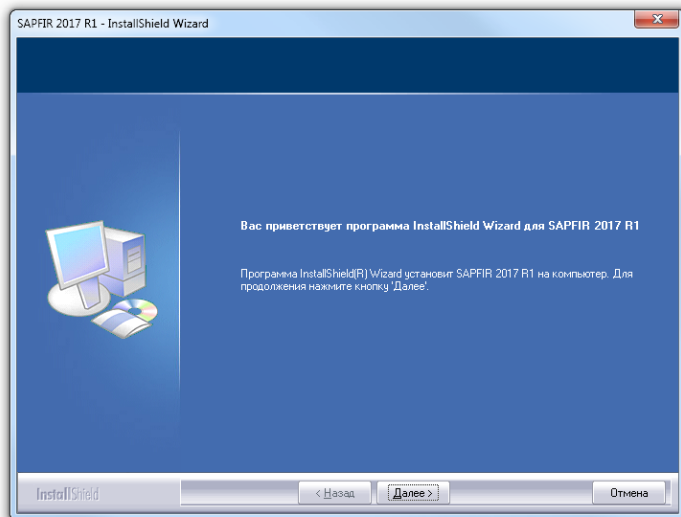 SAPFIR 2017 R1 - InstallShield Wizard
Вас приветствует программа InstallShield Wizard для SAPFIR 2017 R1
Программа InstallShield(R) Wizard установит SAPFIR 2017 R1 на компьютер. Для
продолжения нажмите кнопку 'Далее'.
InstallShield
< Назад
Далее >
Отмена